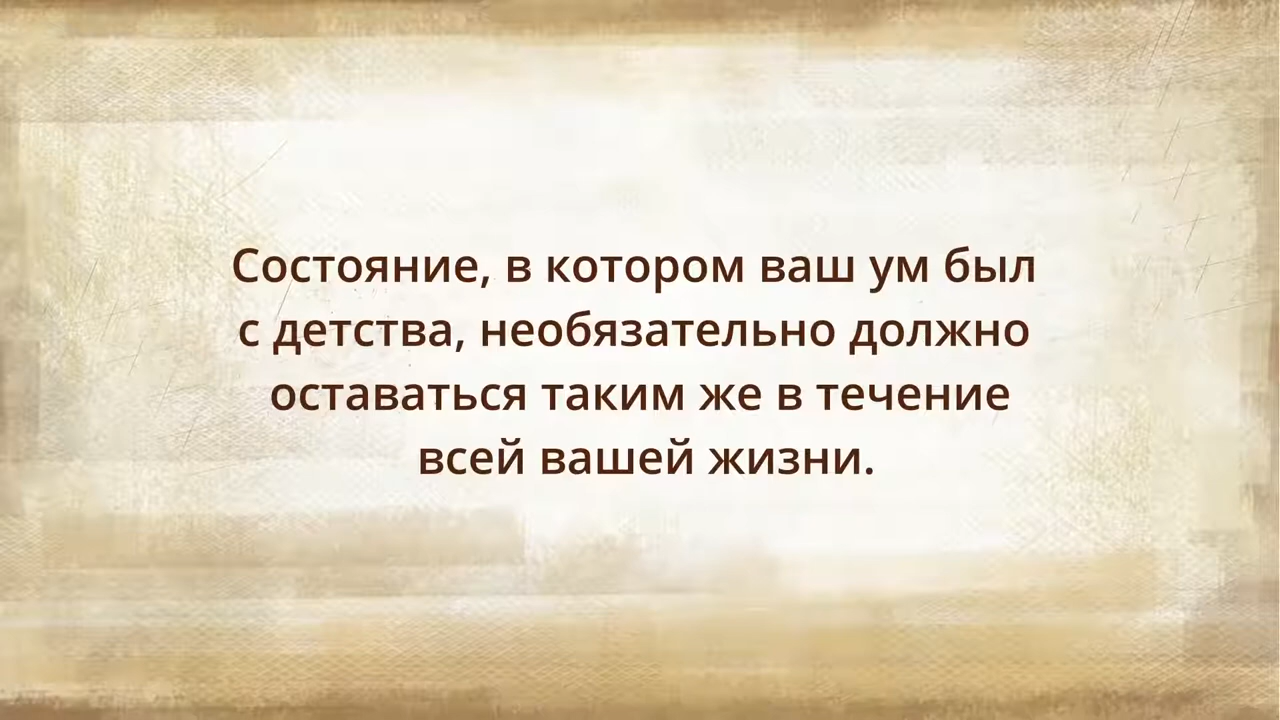 Состояние, в котором ваш ум был
с детства, необязательно должно
оставаться таким же в течение
всей вашей жизни.